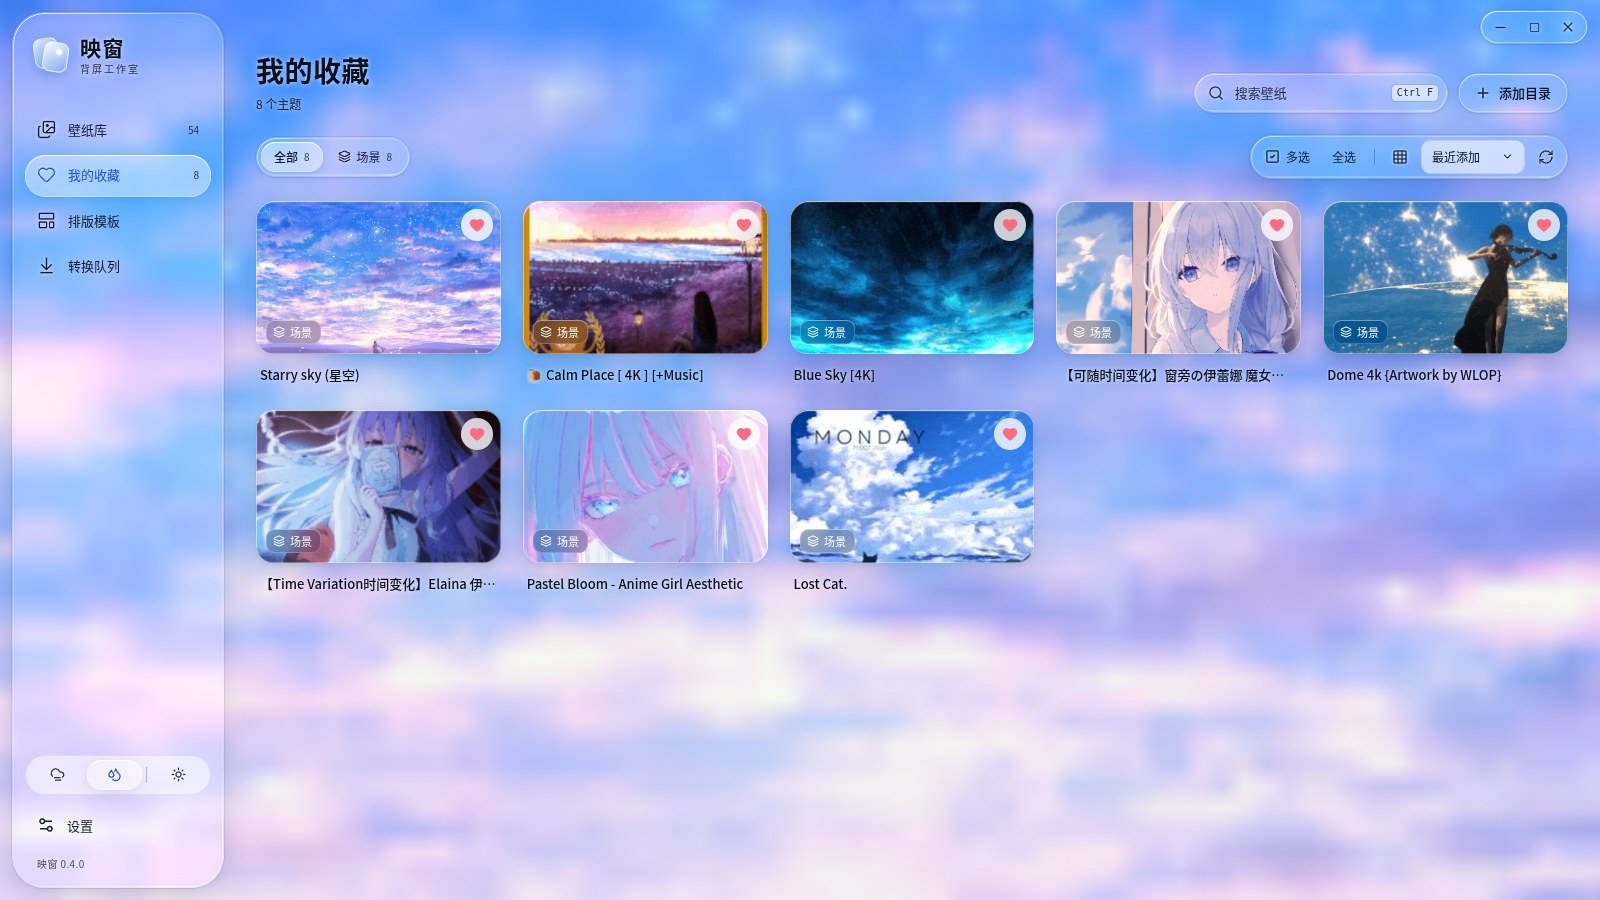 映窗
背屏工作室
壁纸库 54
我的收藏 8
排版模板
转换队列
设置
映窗 0.4.0
我的收藏
8 个主题
搜索壁纸 Ctrl F
添加目录
全部 8 场景 8
多选 全选 最近添加
场景
场景
场景
场景
场景
Starry sky (星空)
Calm Place [ 4K ] [+Music]
Blue Sky [4K]
【可随时间变化】窗旁の伊蕾娜 魔女…
Dome 4k {Artwork by WLOP}
MONDAY
场景
场景
场景
【Time Variation时间变化】Elaina 伊…
Pastel Bloom - Anime Girl Aesthetic
Lost Cat.